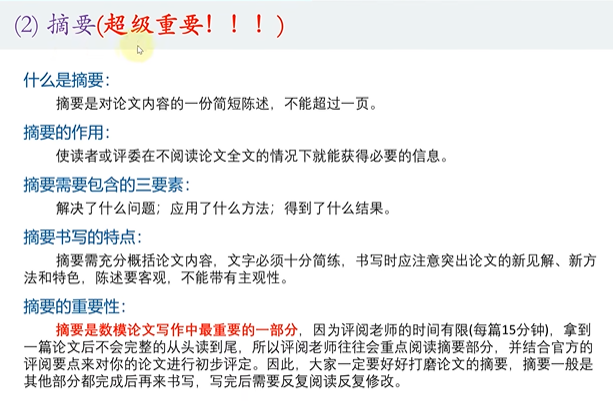 (2) 摘要(超级重要！！！)
什么是摘要：
摘要是对论文内容的一份简短陈述，不能超过一页。
摘要的作用：
使读者或评委在不阅读论文全文的情况下就能获得必要的信息。
摘要需要包含的三要素：
解决了什么问题；应用了什么方法；得到了什么结果。
摘要书写的特点：
摘要需充分概括论文内容，文字必须十分简练，书写时应注意突出论文的新见解、新方
法和特色，陈述要客观，不能带有主观性。
摘要的重要性：
摘要是数模论文写作中最重要的一部分，因为评阅老师的时间有限(每篇15分钟)，拿到
一篇论文后不会完整的从头读到尾，所以评阅老师往往会重点阅读摘要部分，并结合官方的
评阅要点来对你的论文进行初步评定。因此，大家一定要好好打磨论文的摘要，摘要一般是
其他部分都完成后再来书写，写完后需要反复阅读反复修改。